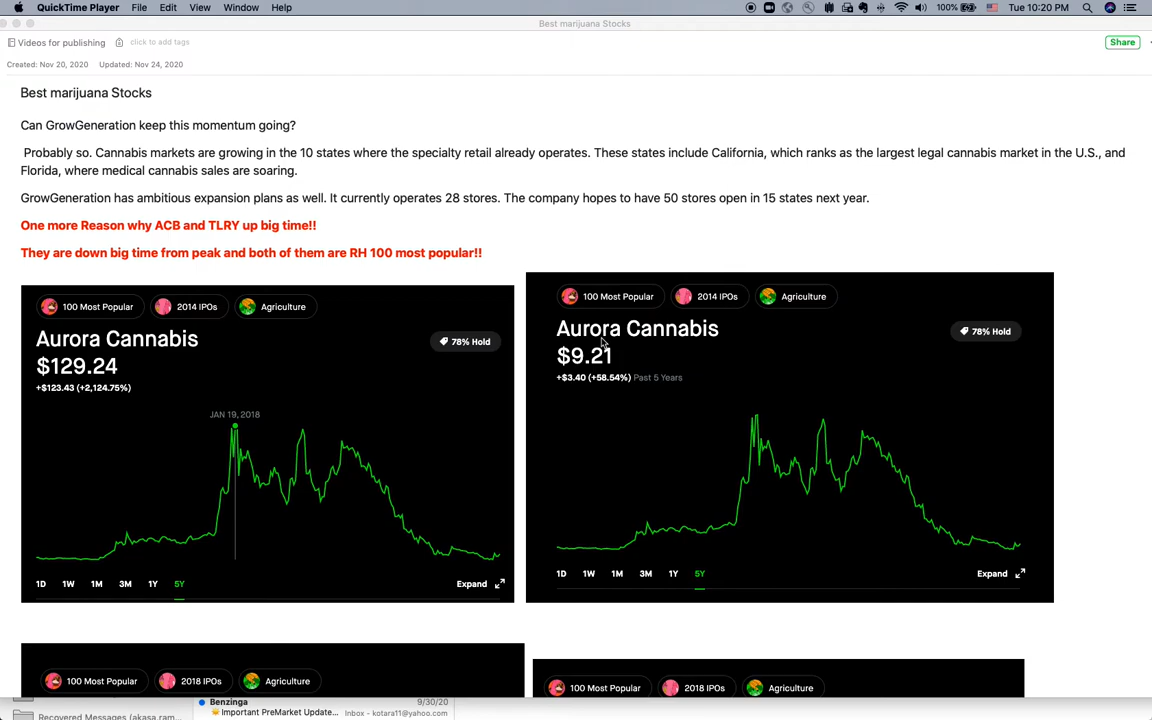 QuickTime Player File Edit View Window Help 100% Tue 10:20 PM
Best marijuana Stocks
Videos for publishing click to add tags Share
Created: Nov 20, 2020 Updated: Nov 24, 2020
Best marijuana Stocks
Can GrowGeneration keep this momentum going?
Probably so. Cannabis markets are growing in the 10 states where the specialty retail already operates. These states include California, which ranks as the largest legal cannabis market in the U.S., and
Florida, where medical cannabis sales are soaring.
GrowGeneration has ambitious expansion plans as well. It currently operates 28 stores. The company hopes to have 50 stores open in 15 states next year.
One more Reason why ACB and TLRY up big time!!
They are down big time from peak and both of them are RH 100 most popular!!
100 Most Popular 2014 IPOs Agriculture
Aurora Cannabis
78% Hold
$129.24
+$123.43 (+2,124.75%)
JAN 19, 2018
1D 1W 1M 3M 1Y 5Y Expand
100 Most Popular 2014 IPOs Agriculture
Aurora Cannabis
78% Hold
$9.21
+$3.40 (+58.54%) Past 5 Years
1D 1W 1M 3M 1Y 5Y Expand
100 Most Popular 2018 IPOs Agriculture
100 Most Popular 2018 IPOs Agriculture
Benzinga 9/30/20
Important PreMarket Update... Inbox - kotara11@yahoo.com
Recovered Messages (akasa.ram...